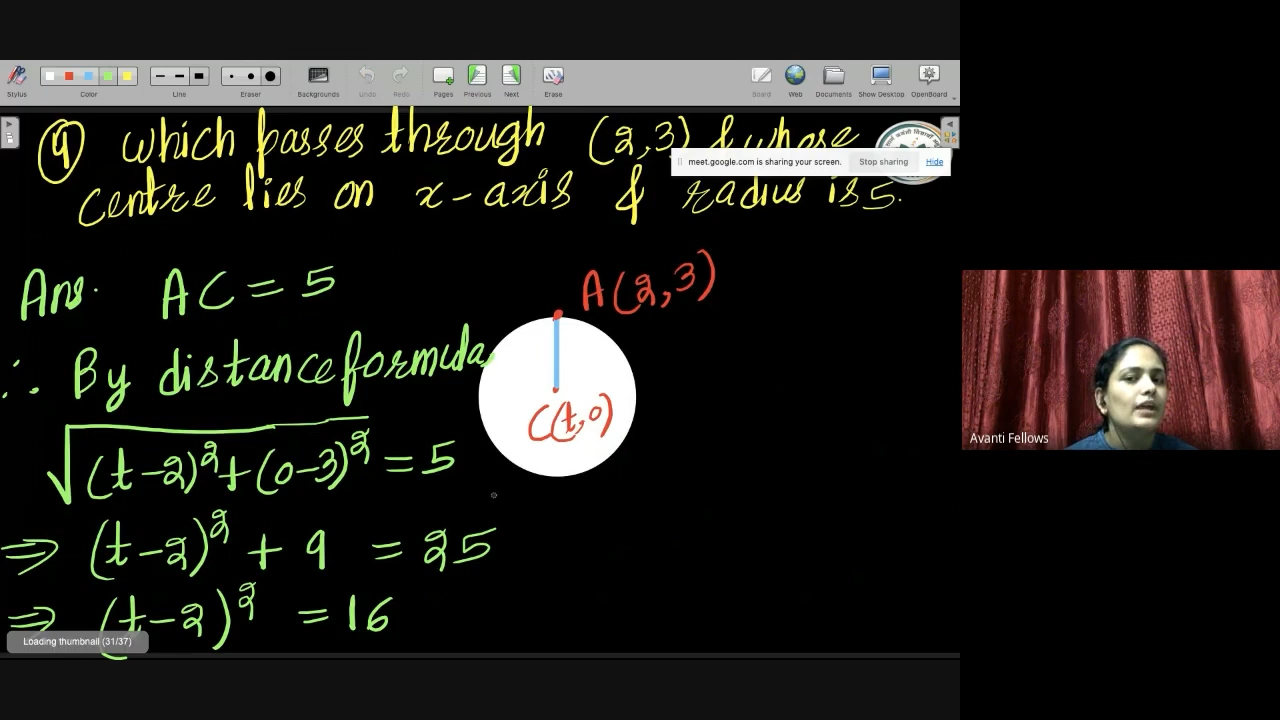 Stylus Color Line Eraser Backgrounds Undo Redo Pages Previous Next Erase Board Web Documents Show Desktop OpenBoard
(9) which passes through (2,3) & whose
meet.google.com is sharing your screen. Stop sharing Hide
centre lies on x-axis & radius is 5.
Ans. AC = 5
A(2,3)
∴ By distance formula,
C(t,0)
√((t-2)²+(0-3)²) = 5
⇒ (t-2)² + 9 = 25
⇒ (t-2)² = 16
Loading thumbnail (31/37)
Avanti Fellows